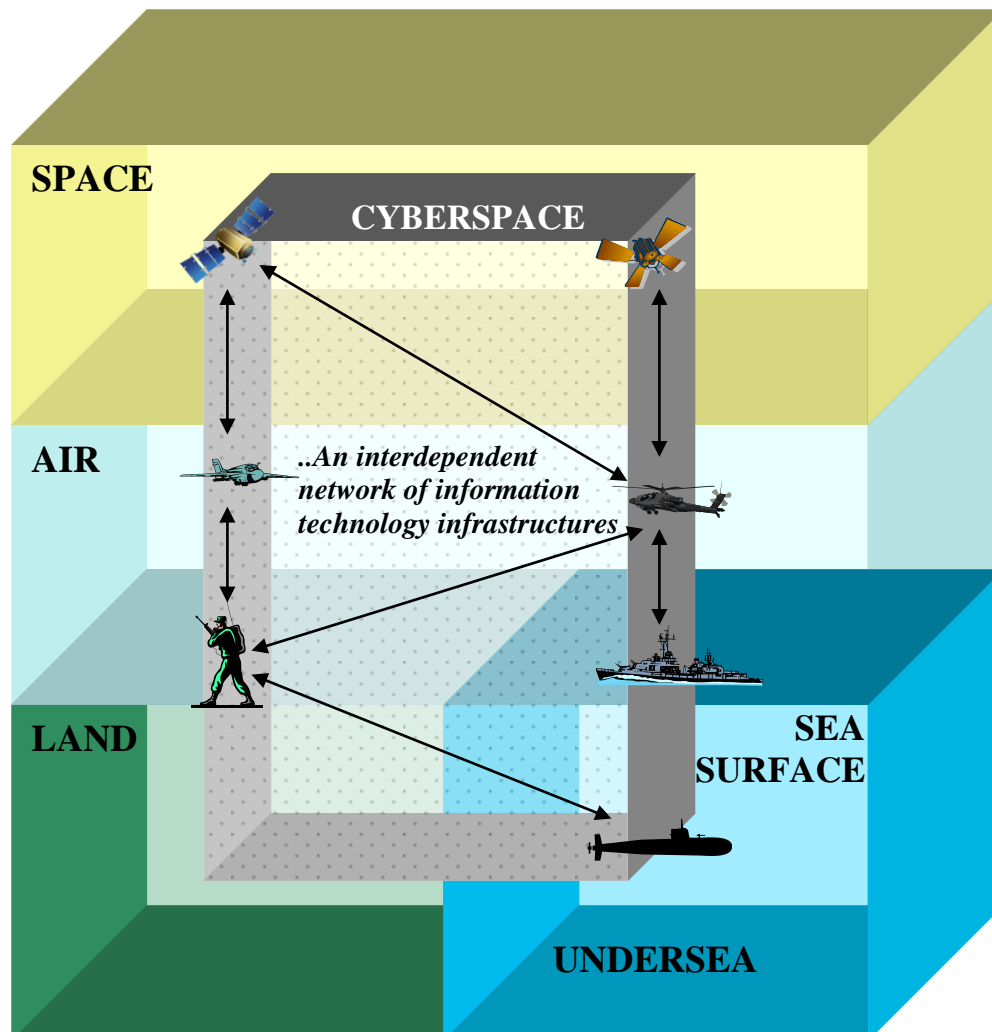 SPACE
CYBERSPACE
AIR
..An interdependent
network of information
technology infrastructures
LAND
SEA
SURFACE
UNDERSEA